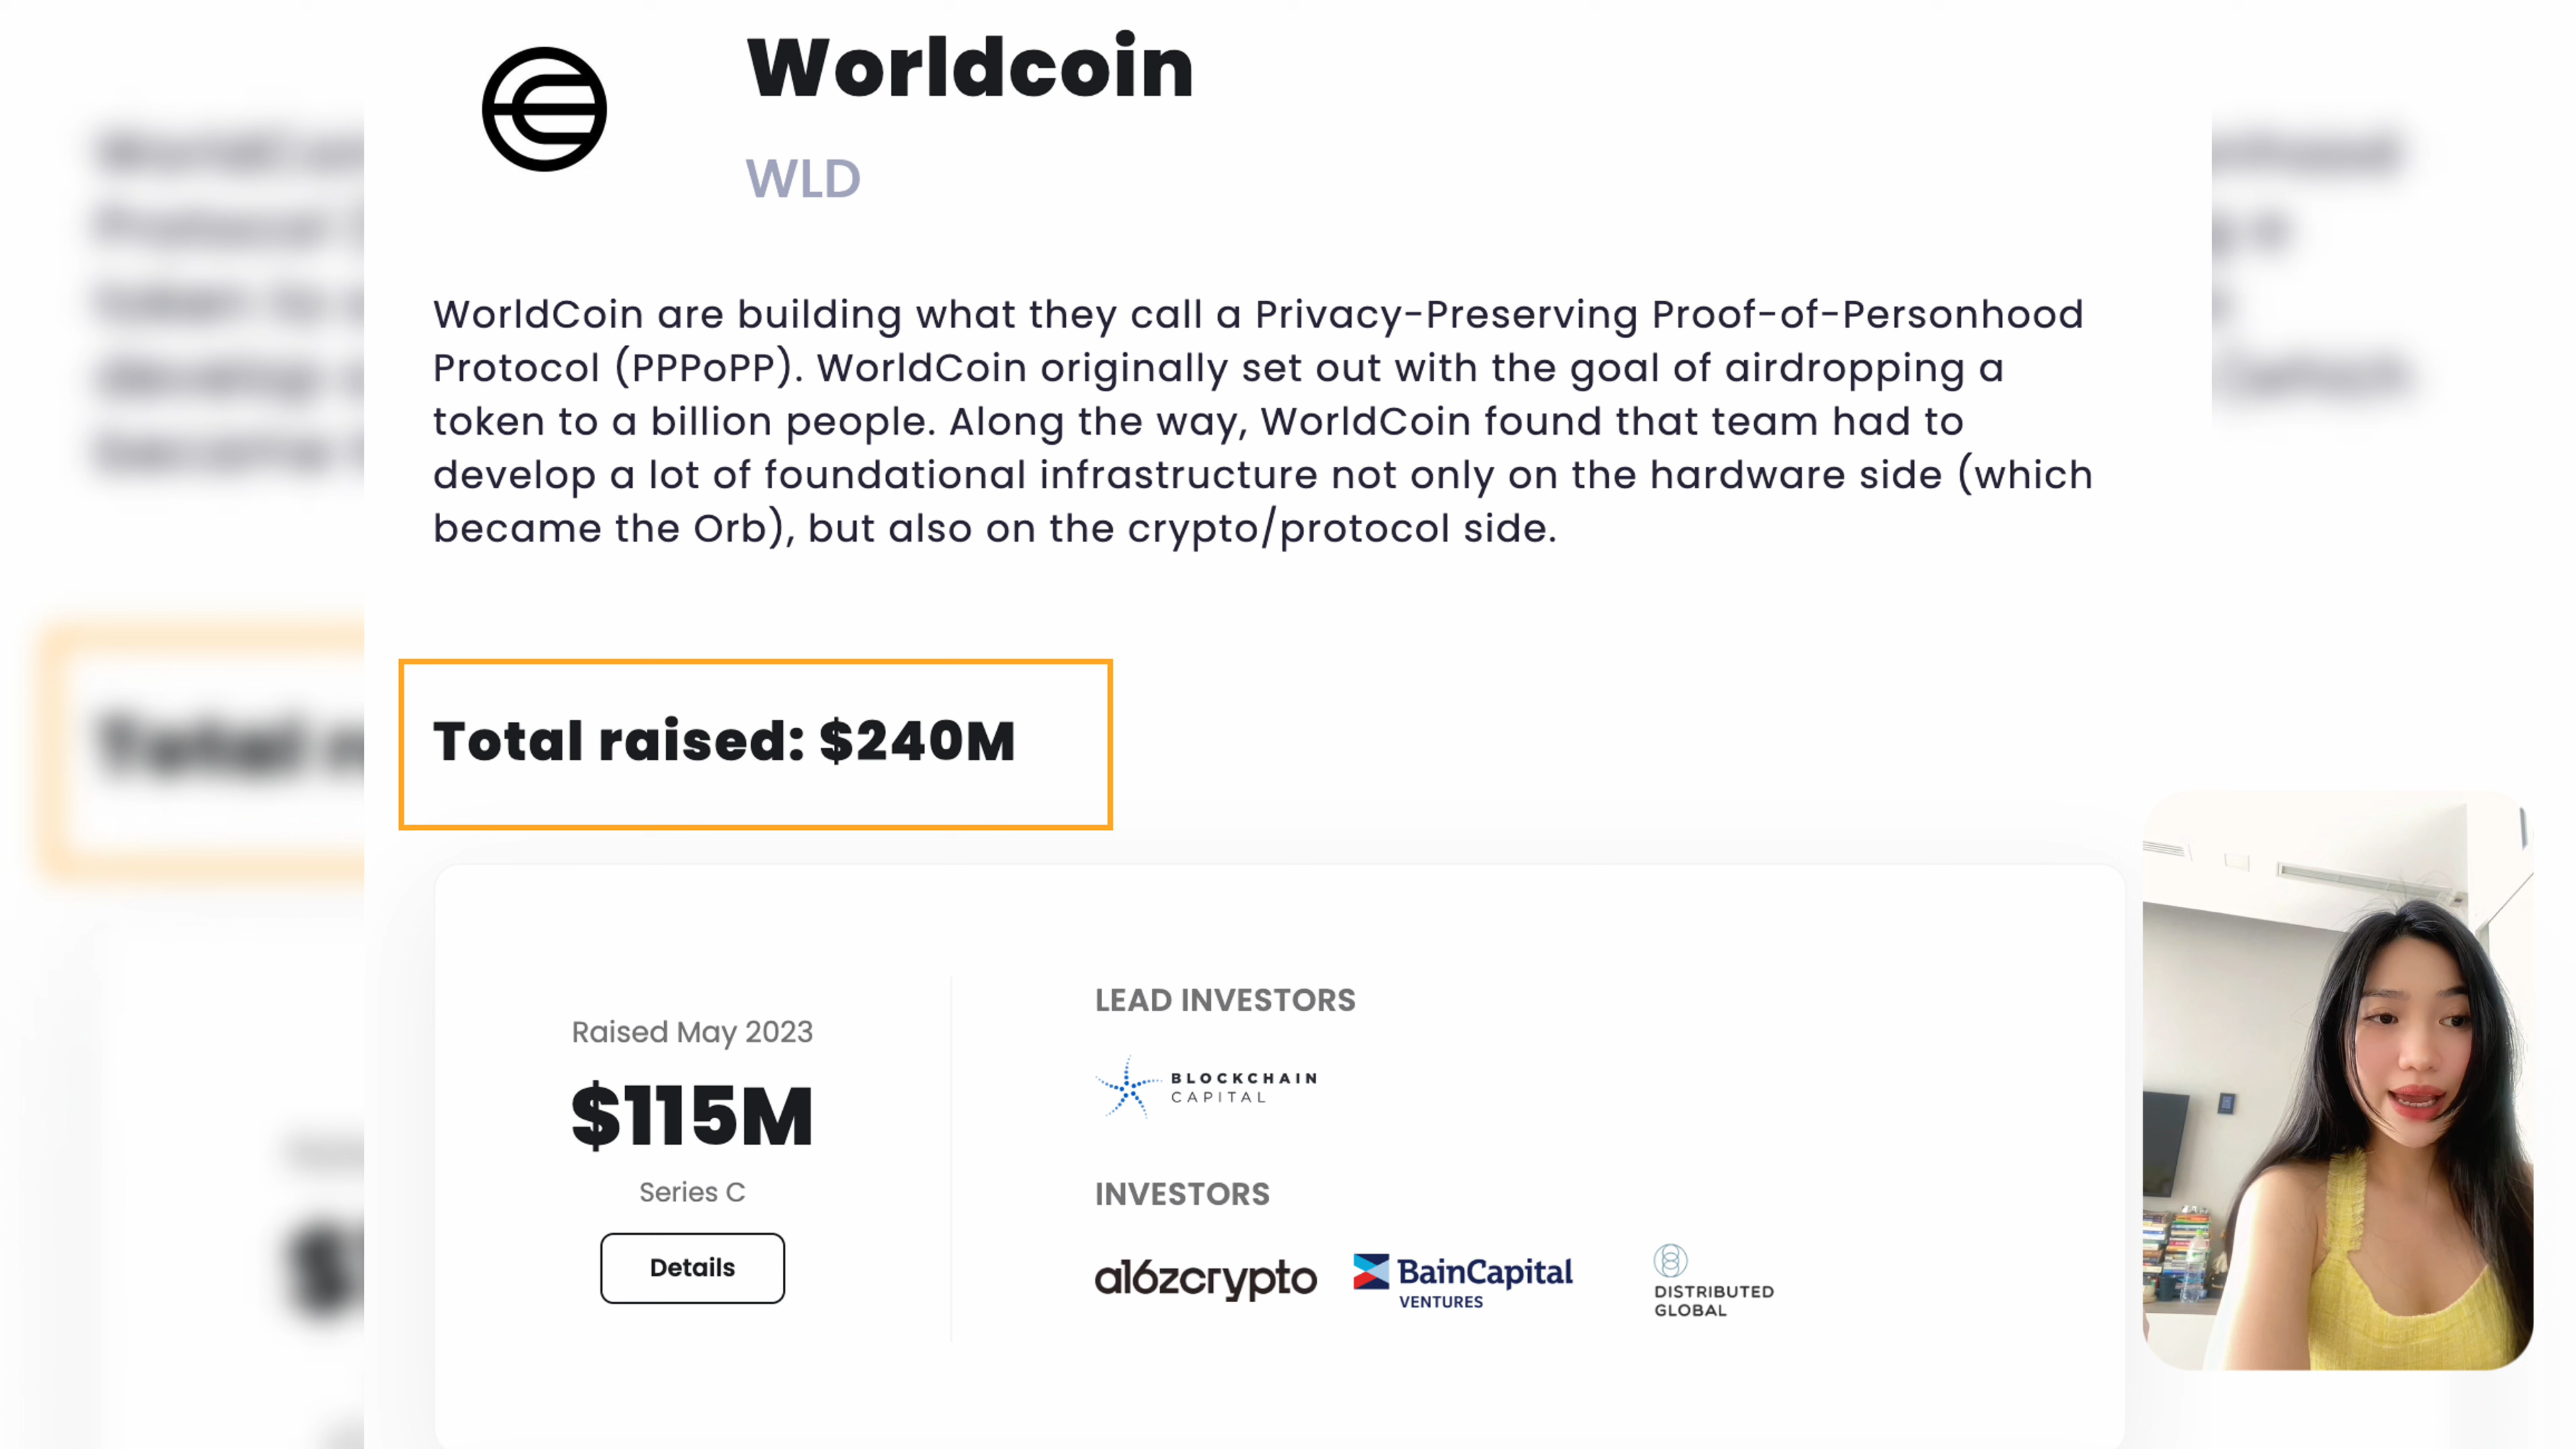 Worldcoin
WLD
WorldCoin are building what they call a Privacy-Preserving Proof-of-Personhood
Protocol (PPPoPP). WorldCoin originally set out with the goal of airdropping a
token to a billion people. Along the way, WorldCoin found that team had to
develop a lot of foundational infrastructure not only on the hardware side (which
became the Orb), but also on the crypto/protocol side.
Total raised: $240M
Raised May 2023
$115M
Series C
Details
LEAD INVESTORS
BLOCKCHAIN
CAPITAL
INVESTORS
a16zcrypto
BainCapital
VENTURES
DISTRIBUTED
GLOBAL